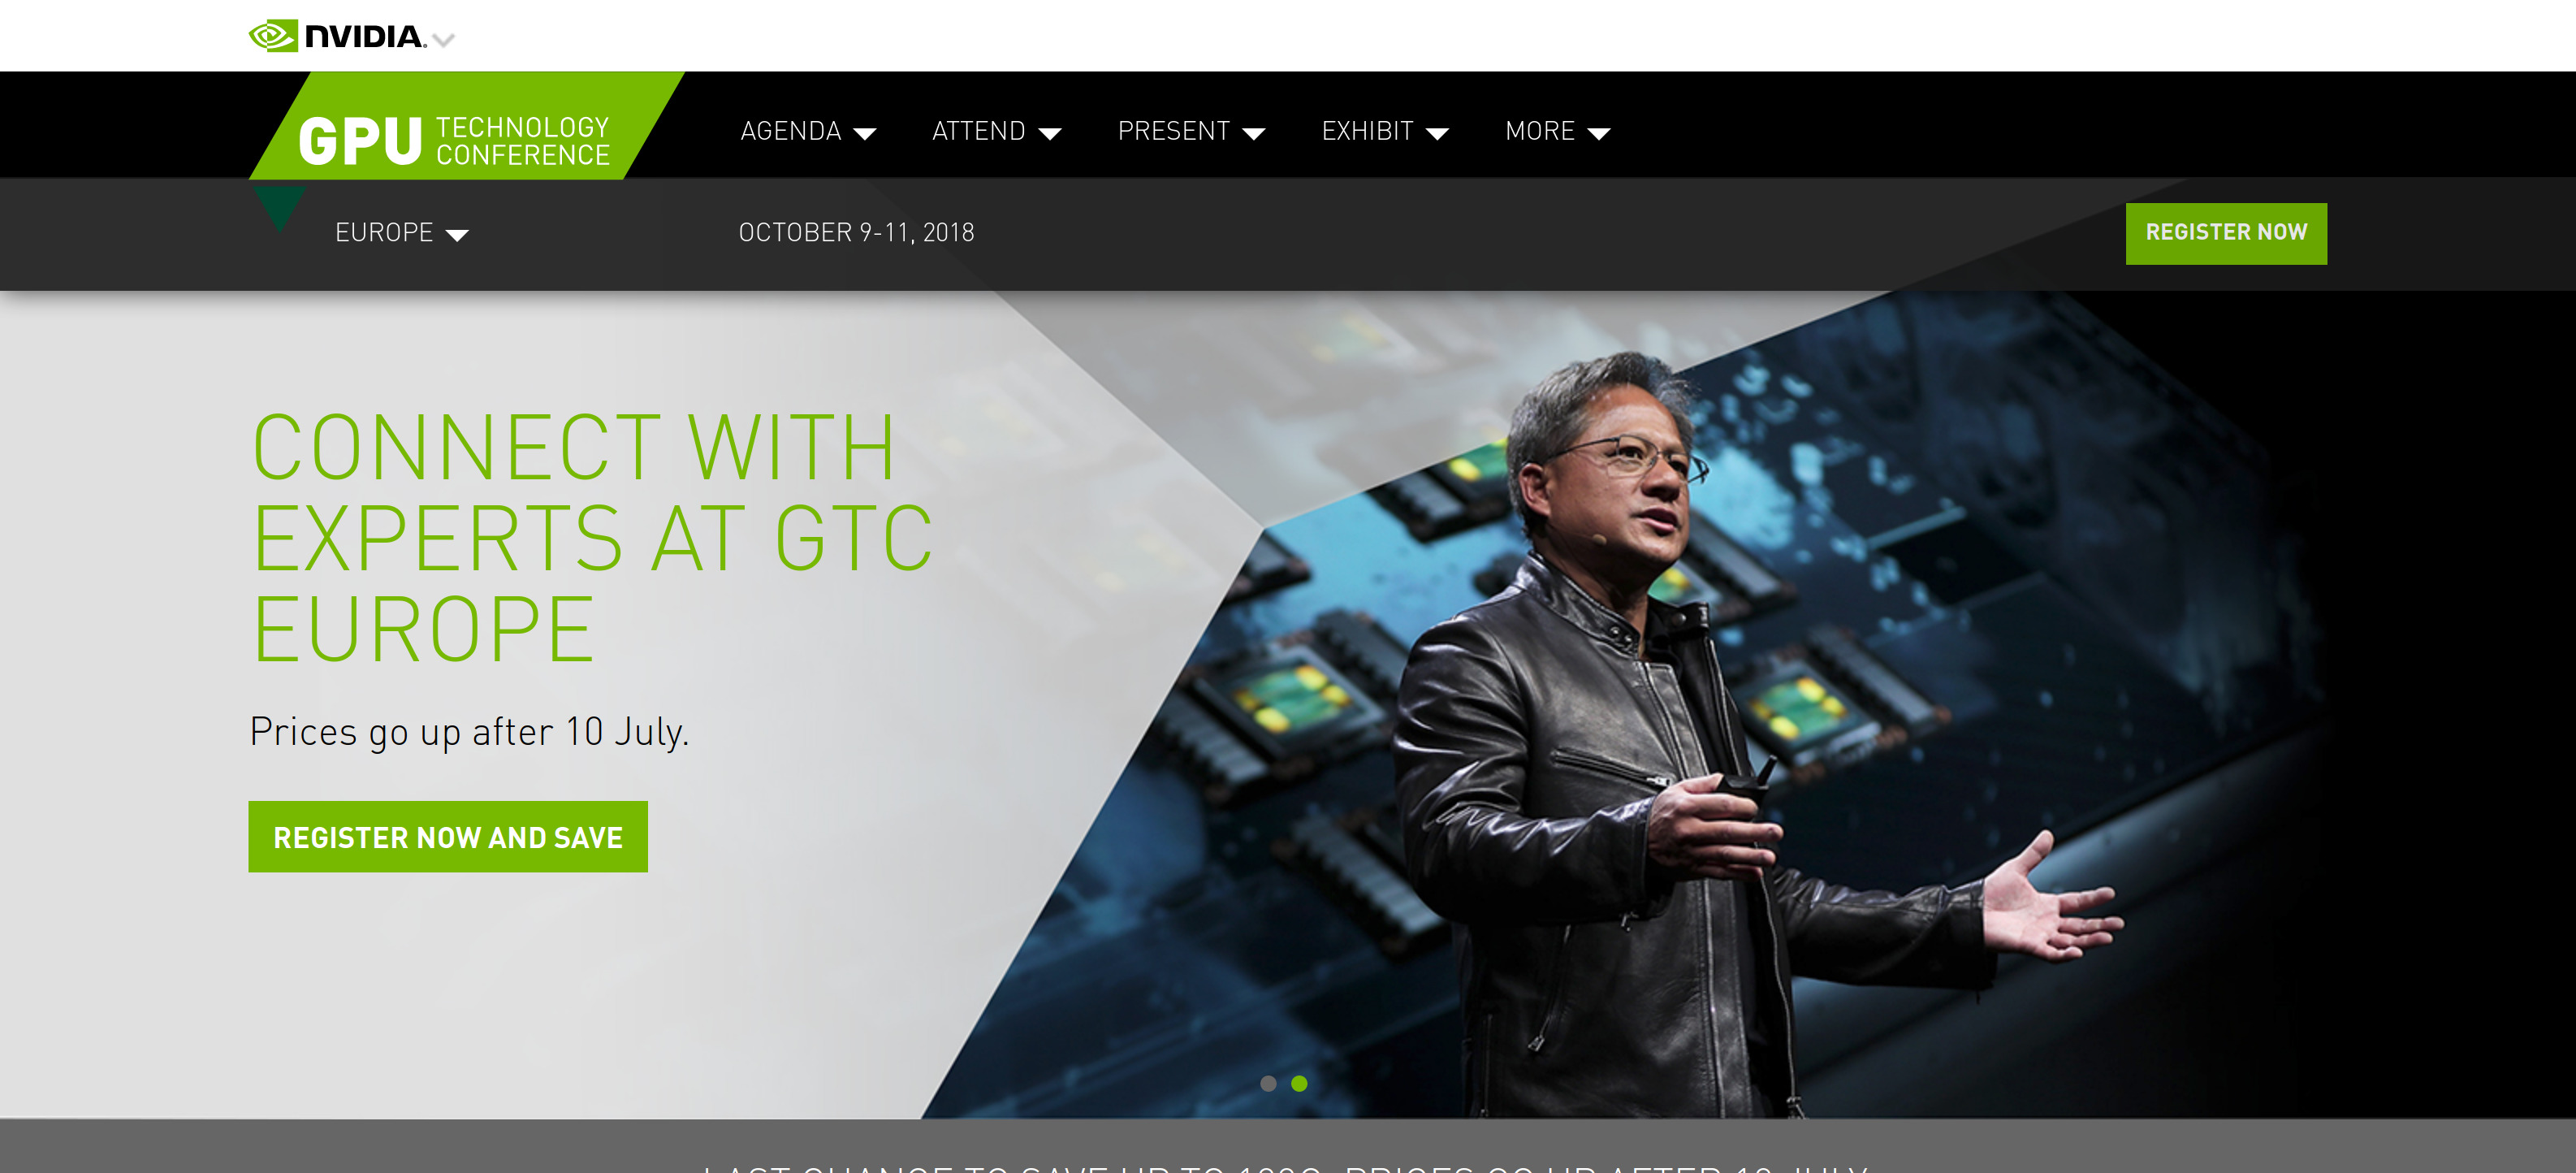 NVIDIA.
GPU TECHNOLOGY CONFERENCE
AGENDA ATTEND PRESENT EXHIBIT MORE
EUROPE OCTOBER 9-11, 2018 REGISTER NOW
CONNECT WITH
EXPERTS AT GTC
EUROPE
Prices go up after 10 July.
REGISTER NOW AND SAVE